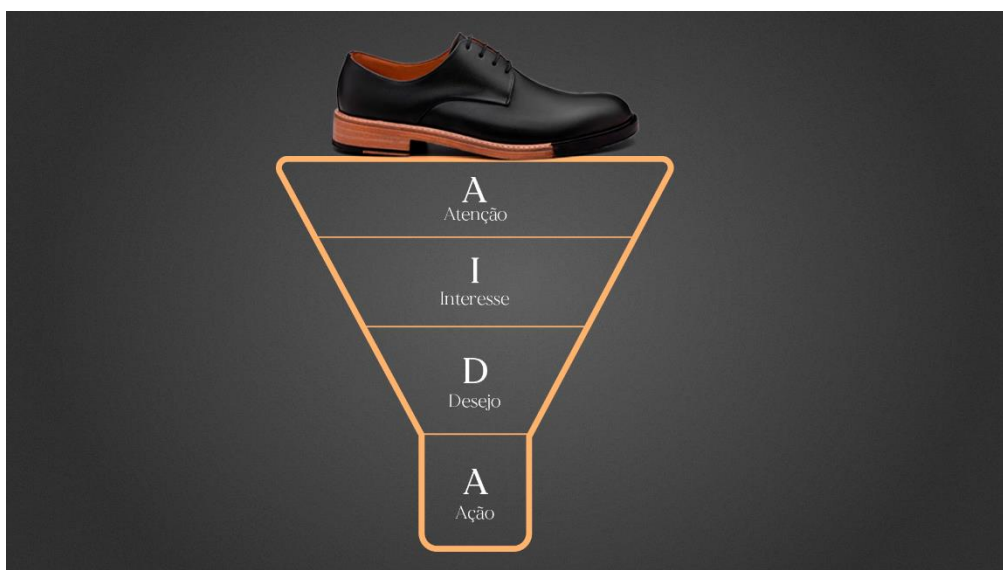 A
Atenção
I
Interesse
D
Desejo
A
Ação